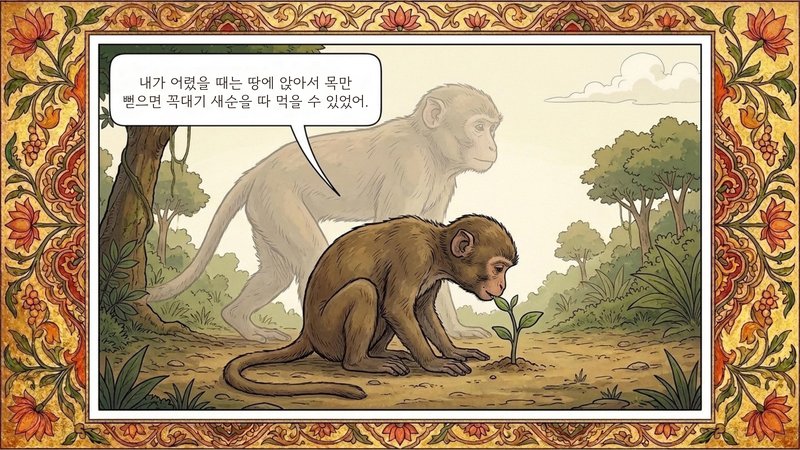 내가 어렸을 때는 땅에 앉아서 목만
뻗으면 꼭대기 새순을 따 먹을 수 있었어.